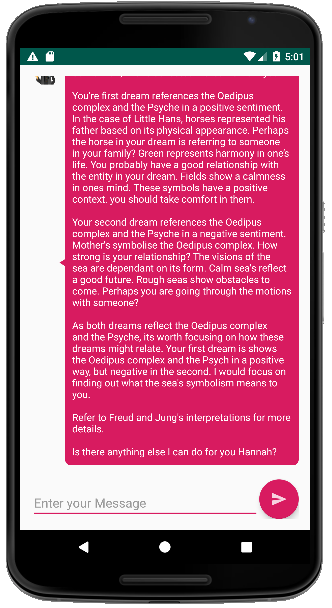 5:01
You're first dream references the Oedipus
complex and the Psyche in a positive sentiment.
In the case of Little Hans, horses represented his
father based on its physical appearance. Perhaps
the horse in your dream is referring to someone
in your family? Green represents harmony in one's
life. You probably have a good relationship with
the entity in your dream. Fields show a calmness
in ones mind. These symbols have a positive
context, you should take comfort in them.
Your second dream references the Oedipus
complex and the Psyche in a negative sentiment.
Mother's symbolise the Oedipus complex. How
strong is your relationship? The visions of the
sea are dependant on its form. Calm sea's reflect
a good future. Rough seas show obstacles to
come. Perhaps you are going through the motions
with someone?
As both dreams reflect the Oedipus complex
and the Psyche, its worth focusing on how these
dreams might relate. Your first dream is shows
the Oedipus complex and the Psych in a positive
way, but negative in the second. I would focus on
finding out what the sea's symbolism means to
you.
Refer to Freud and Jung's interpretations for more
details.
Is there anything else I can do for you Hannah?
Enter your Message